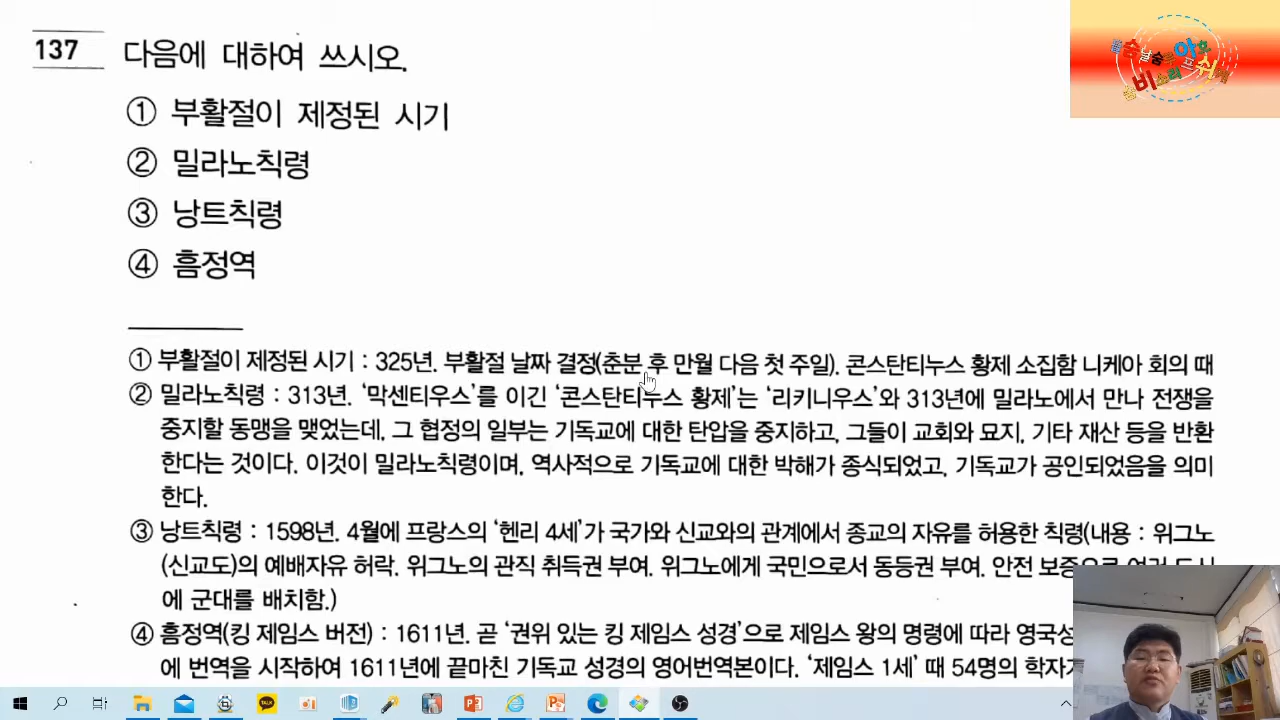 137 다음에 대하여 쓰시오.
① 부활절이 제정된 시기
② 밀라노칙령
③ 낭트칙령
④ 흠정역
① 부활절이 제정된 시기 : 325년. 부활절 날짜 결정(춘분 후 만월 다음 첫 주일). 콘스탄티누스 황제 소집함 니케아 회의 때
② 밀라노칙령 : 313년. ‘막센티우스’를 이긴 ‘콘스탄티누스 황제’는 ‘리키니우스’와 313년에 밀라노에서 만나 전쟁을
중지할 동맹을 맺었는데, 그 협정의 일부는 기독교에 대한 탄압을 중지하고, 그들이 교회와 묘지, 기타 재산 등을 반환
한다는 것이다. 이것이 밀라노칙령이며, 역사적으로 기독교에 대한 박해가 종식되었고, 기독교가 공인되었음을 의미
한다.
③ 낭트칙령 : 1598년. 4월에 프랑스의 ‘헨리 4세’가 국가와 신교와의 관계에서 종교의 자유를 허용한 칙령(내용 : 위그노
(신교도)의 예배자유 허락. 위그노의 관직 취득권 부여. 위그노에게 국민으로서 동등권 부여. 안전 보증으로
에 군대를 배치함.)
④ 흠정역(킹 제임스 버전) : 1611년. 곧 ‘권위 있는 킹 제임스 성경’으로 제임스 왕의 명령에 따라
에 번역을 시작하여 1611년에 끝마친 기독교 성경의 영어번역본이다. ‘제임스 1세’ 때 54명의
TALK